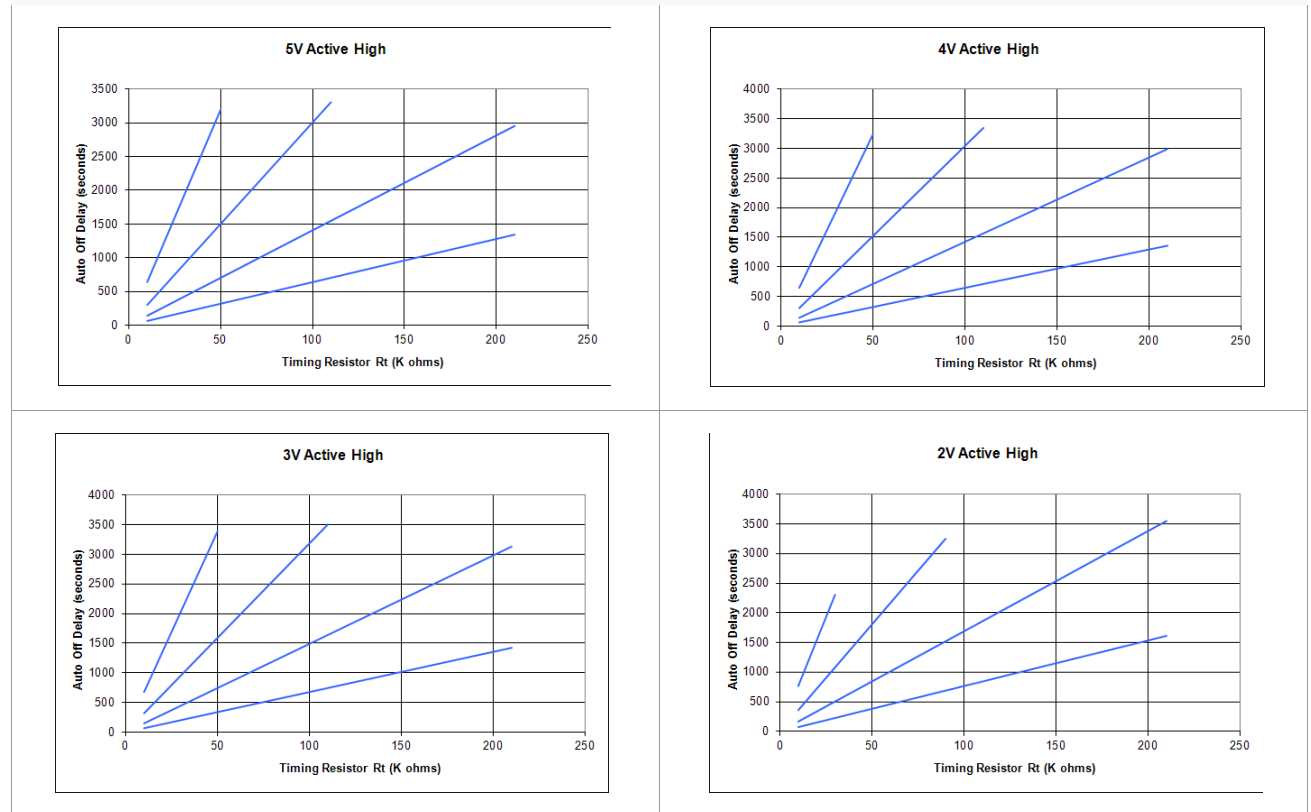 5V Active High
3500
3000
2500
2000
1500
1000
500
0
0 50 100 150 200 250
Auto Off Delay (seconds)
Timing Resistor Rt (K ohms)
4V Active High
4000
3500
3000
2500
2000
1500
1000
500
0
0 50 100 150 200 250
Auto Off Delay (seconds)
Timing Resistor Rt (K ohms)
3V Active High
4000
3500
3000
2500
2000
1500
1000
500
0
0 50 100 150 200 250
Auto Off Delay (seconds)
Timing Resistor Rt (K ohms)
2V Active High
4000
3500
3000
2500
2000
1500
1000
500
0
0 50 100 150 200 250
Auto Off Delay (seconds)
Timing Resistor Rt (K ohms)